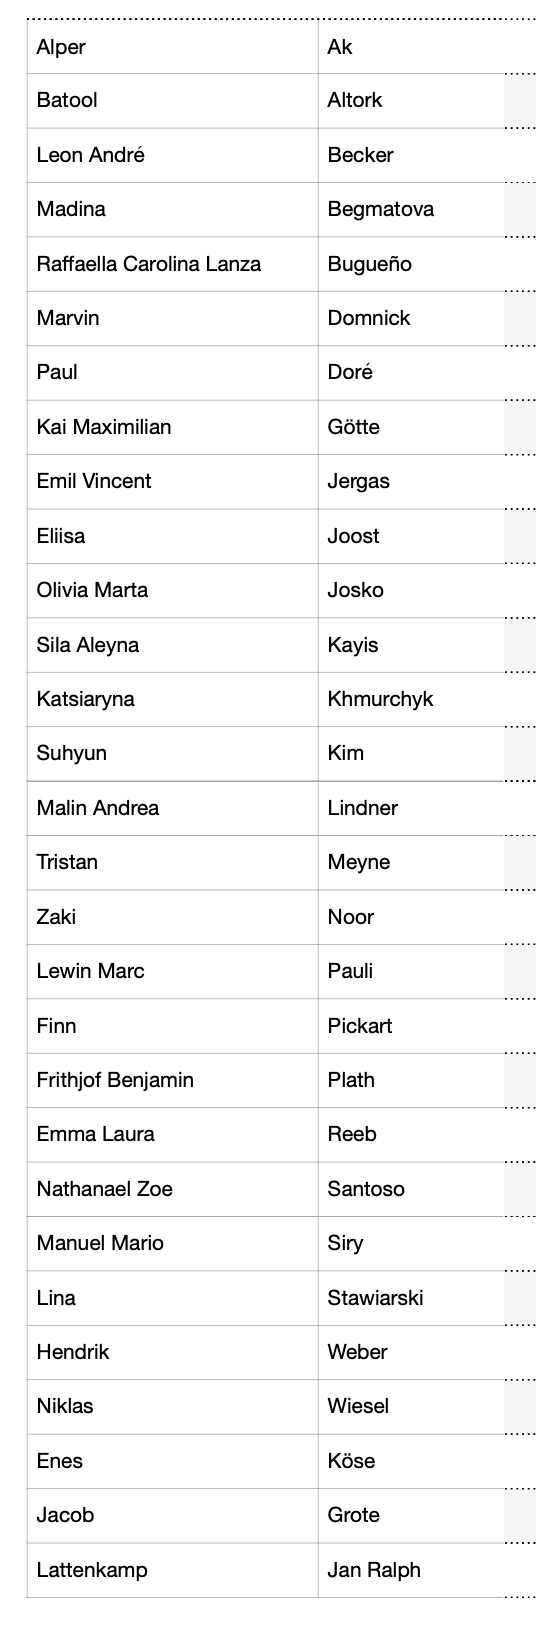 Alper Ak
Batool Altork
Leon André Becker
Madina Begmatova
Raffaella Carolina Lanza Bugueño
Marvin Domnick
Paul Doré
Kai Maximilian Götte
Emil Vincent Jergas
Eliisa Joost
Olivia Marta Josko
Sila Aleyna Kayis
Katsiaryna Khmurchyk
Suhyun Kim
Malin Andrea Lindner
Tristan Meyne
Zaki Noor
Lewin Marc Pauli
Finn Pickart
Frithjof Benjamin Plath
Emma Laura Reeb
Nathanael Zoe Santoso
Manuel Mario Siry
Lina Stawiarski
Hendrik Weber
Niklas Wiesel
Enes Köse
Jacob Grote
Lattenkamp Jan Ralph